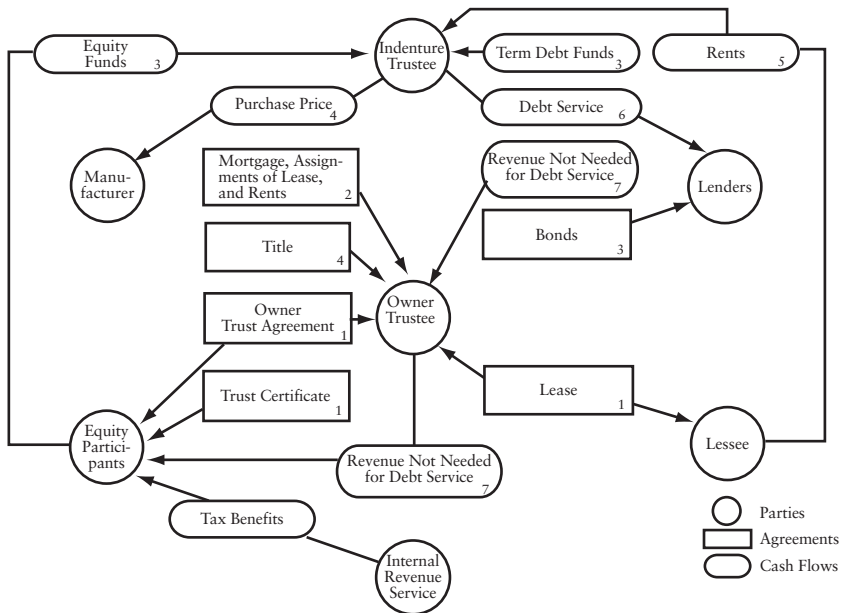 Equity
Funds 3
Indenture
Trustee
Term Debt Funds 3
Rents 5
Purchase Price 4
Debt Service 6
Manu-
facturer
Mortgage, Assign-
ments of Lease,
and Rents 2
Revenue Not Needed
for Debt Service 7
Lenders
Title 4
Bonds 3
Owner
Trust Agreement 1
Owner
Trustee
Trust Certificate 1
Lease 1
Equity
Partici-
pants
Lessee
Revenue Not Needed
for Debt Service 7
Tax Benefits
Internal
Revenue
Service
Parties
Agreements
Cash Flows